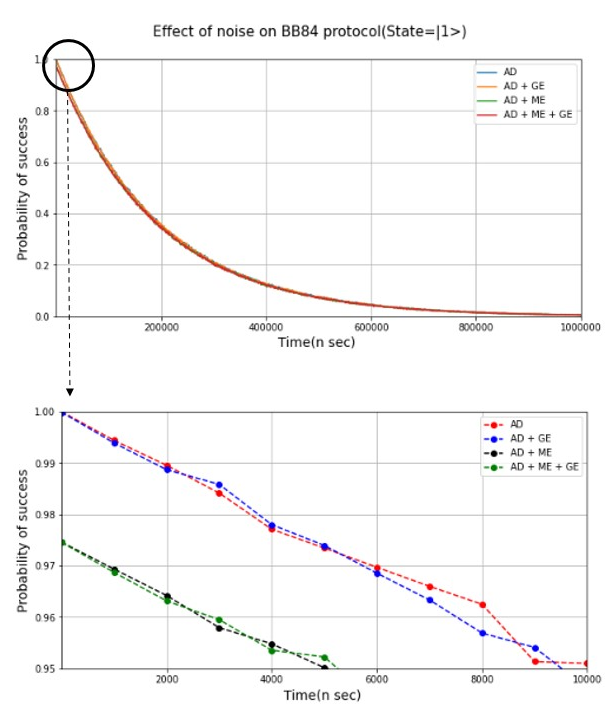 Effect of noise on BB84 protocol(State=|1>)
1.0
0.8
0.6
0.4
0.2
0.0
Probability of success
AD
AD + GE
AD + ME
AD + ME + GE
200000 400000 600000 800000 1000000
Time(n sec)
1.00
0.99
0.98
0.97
0.96
0.95
Probability of success
AD
AD + GE
AD + ME
AD + ME + GE
2000 4000 6000 8000 10000
Time(n sec)